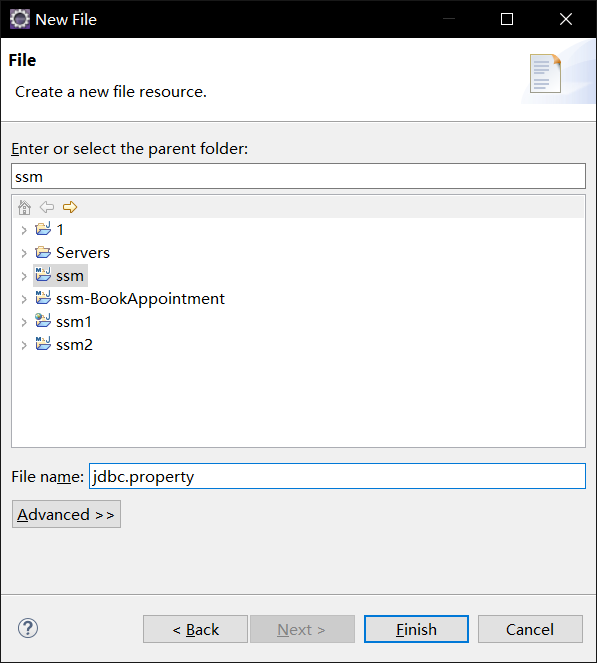 New File
File
Create a new file resource.
Enter or select the parent folder:
ssm
1
Servers
ssm
ssm-BookAppointment
ssm1
ssm2
File name: jdbc.property
Advanced >>
< Back Next > Finish Cancel